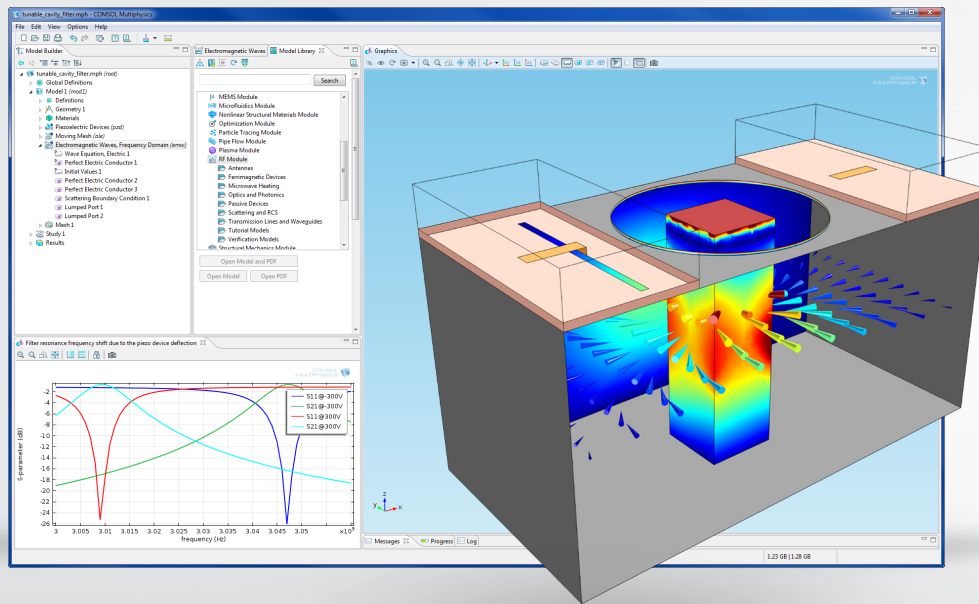 tunable_cavity_filter.mph - COMSOL Multiphysics
File Edit View Options Help
Model Builder
tunable_cavity_filter.mph (root)
Global Definitions
Model 1 (mod1)
Definitions
Geometry 1
Materials
Piezoelectric Devices (pzd)
Moving Mesh (ale)
Electromagnetic Waves, Frequency Domain (emw)
Wave Equation, Electric 1
Perfect Electric Conductor 1
Initial Values 1
Perfect Electric Conductor 2
Perfect Electric Conductor 3
Scattering Boundary Condition 1
Lumped Port 1
Lumped Port 2
Mesh 1
Study 1
Results
Electromagnetic Waves Model Library
Search
MEMS Module
Microfluidics Module
Nonlinear Structural Materials Module
Optimization Module
Particle Tracing Module
Pipe Flow Module
Plasma Module
RF Module
Antennas
Ferrimagnetic Devices
Microwave Heating
Optics and Photonics
Passive Devices
Scattering and RCS
Transmission Lines and Waveguides
Tutorial Models
Verification Models
Structural Mechanics Module
Open Model and PDF
Open Model Open PDF
Graphics
COMSOL
MULTIPHYSICS
z
y x
Messages Progress Log
1.23 GB | 1.28 GB
Filter resonance frequency shift due to the piezo device deflection
COMSOL
MULTIPHYSICS
S11@-300V
S21@-300V
S11@300V
S21@300V
S-parameter (dB)
-2
-4
-6
-8
-10
-12
-14
-16
-18
-20
-22
-24
-26
3 3.005 3.01 3.015 3.02 3.025 3.03 3.035 3.04 3.045 3.05 ×10⁹
frequency (Hz)